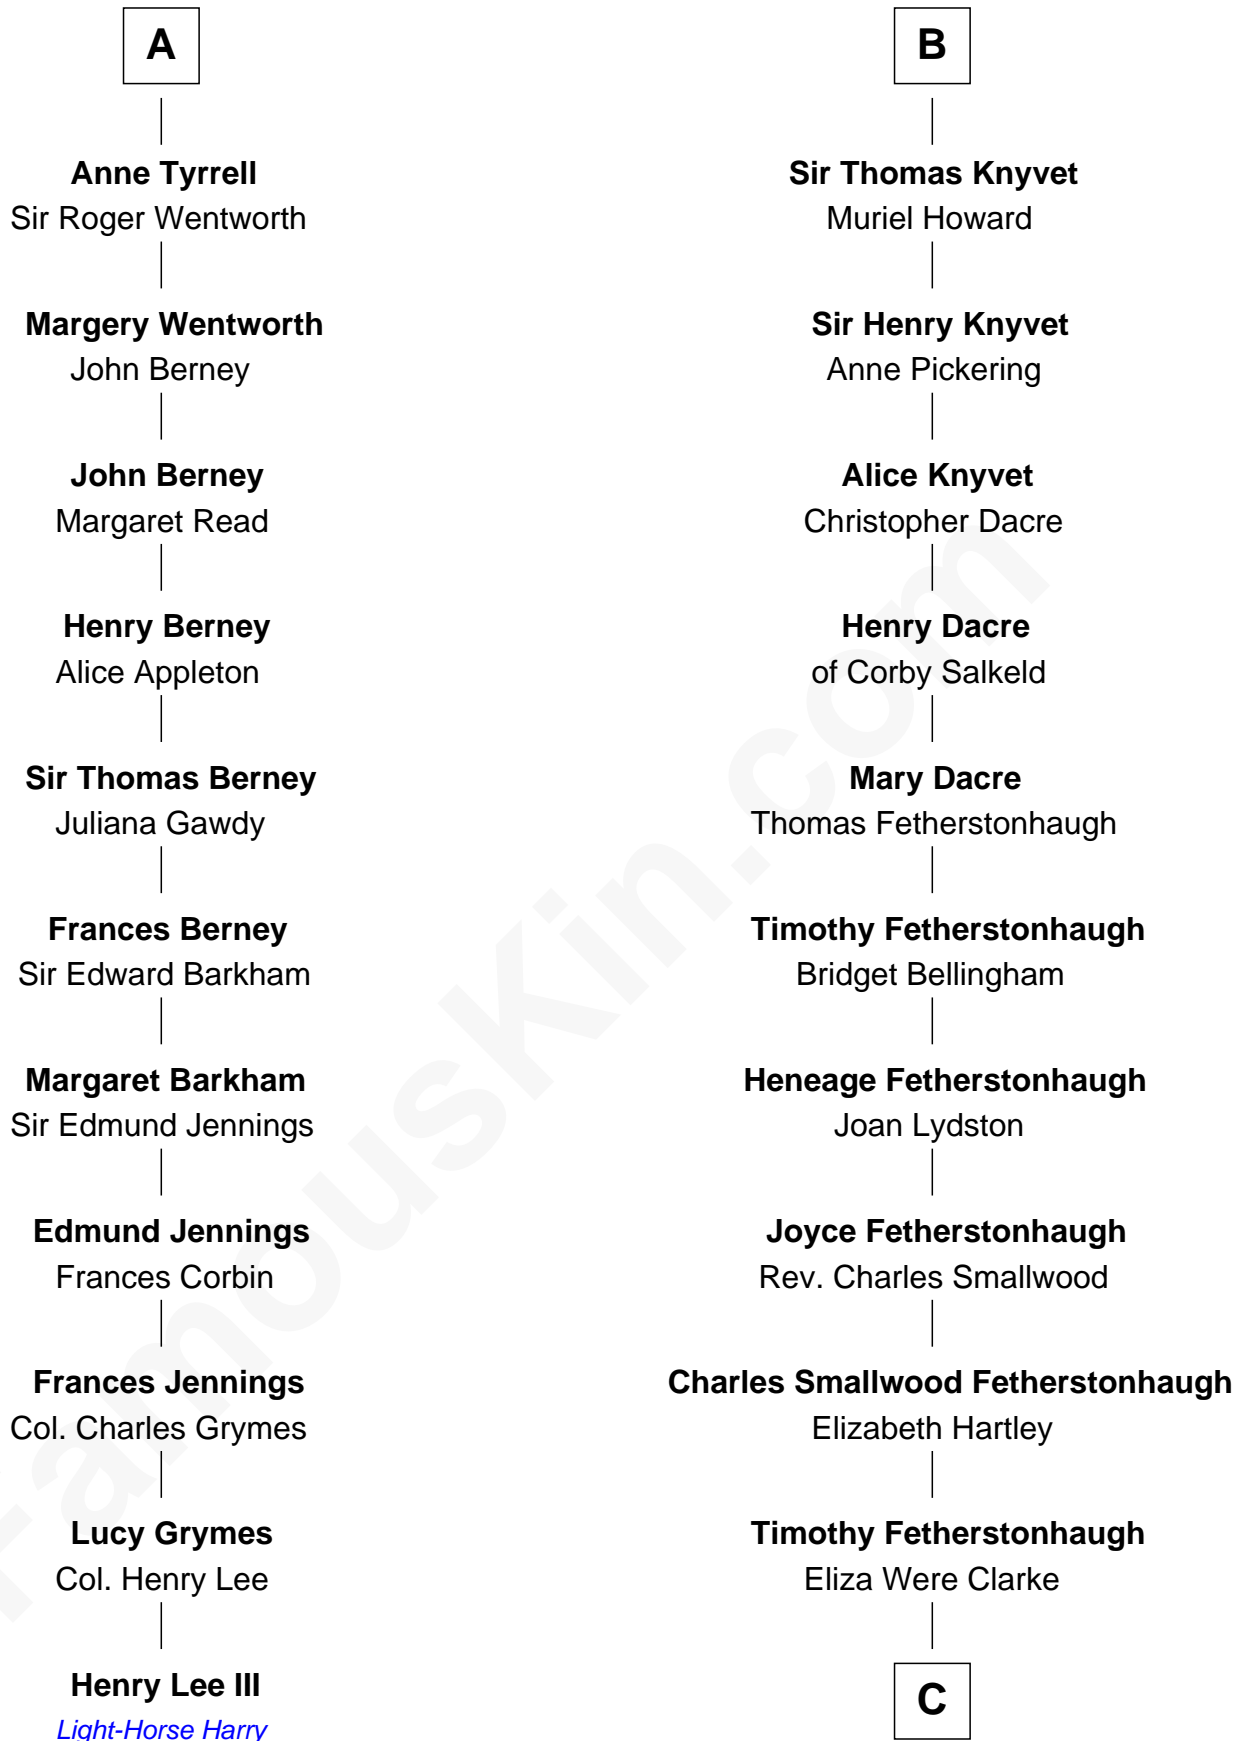 A
Anne Tyrrell
Sir Roger Wentworth
Margery Wentworth
John Berney
John Berney
Margaret Read
Henry Berney
Alice Appleton
Sir Thomas Berney
Juliana Gawdy
Frances Berney
Sir Edward Barkham
Margaret Barkham
Sir Edmund Jennings
Edmund Jennings
Frances Corbin
Frances Jennings
Col. Charles Grymes
Lucy Grymes
Col. Henry Lee
Henry Lee III
Light-Horse Harry
B
Sir Thomas Knyvet
Muriel Howard
Sir Henry Knyvet
Anne Pickering
Alice Knyvet
Christopher Dacre
Henry Dacre
of Corby Salkeld
Mary Dacre
Thomas Fetherstonhaugh
Timothy Fetherstonhaugh
Bridget Bellingham
Heneage Fetherstonhaugh
Joan Lydston
Joyce Fetherstonhaugh
Rev. Charles Smallwood
Charles Smallwood Fetherstonhaugh
Elizabeth Hartley
Timothy Fetherstonhaugh
Eliza Were Clarke
C
FamousKin.com